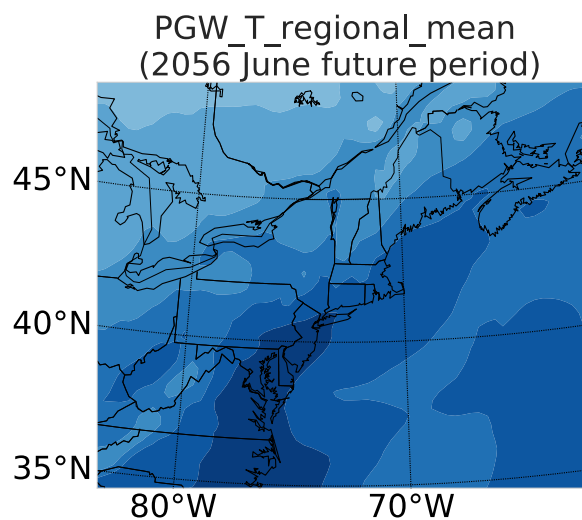 PGW_T_regional_mean
(2056 June future period)
45°N
40°N
35°N
80°W 70°W